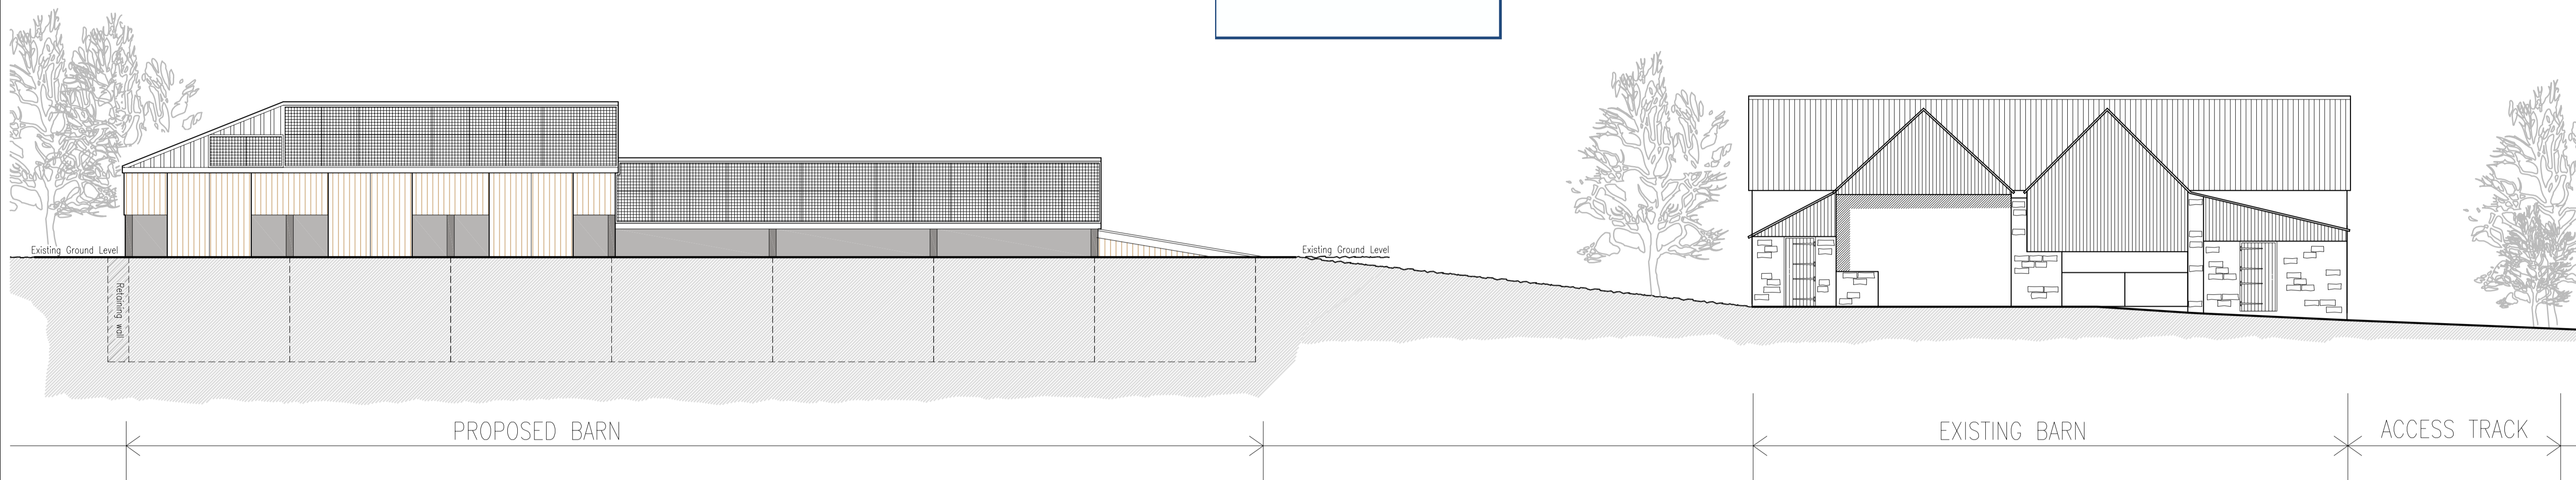 Existing Ground Level
Existing Ground Level
Retaining wall
PROPOSED BARN
EXISTING BARN
ACCESS TRACK